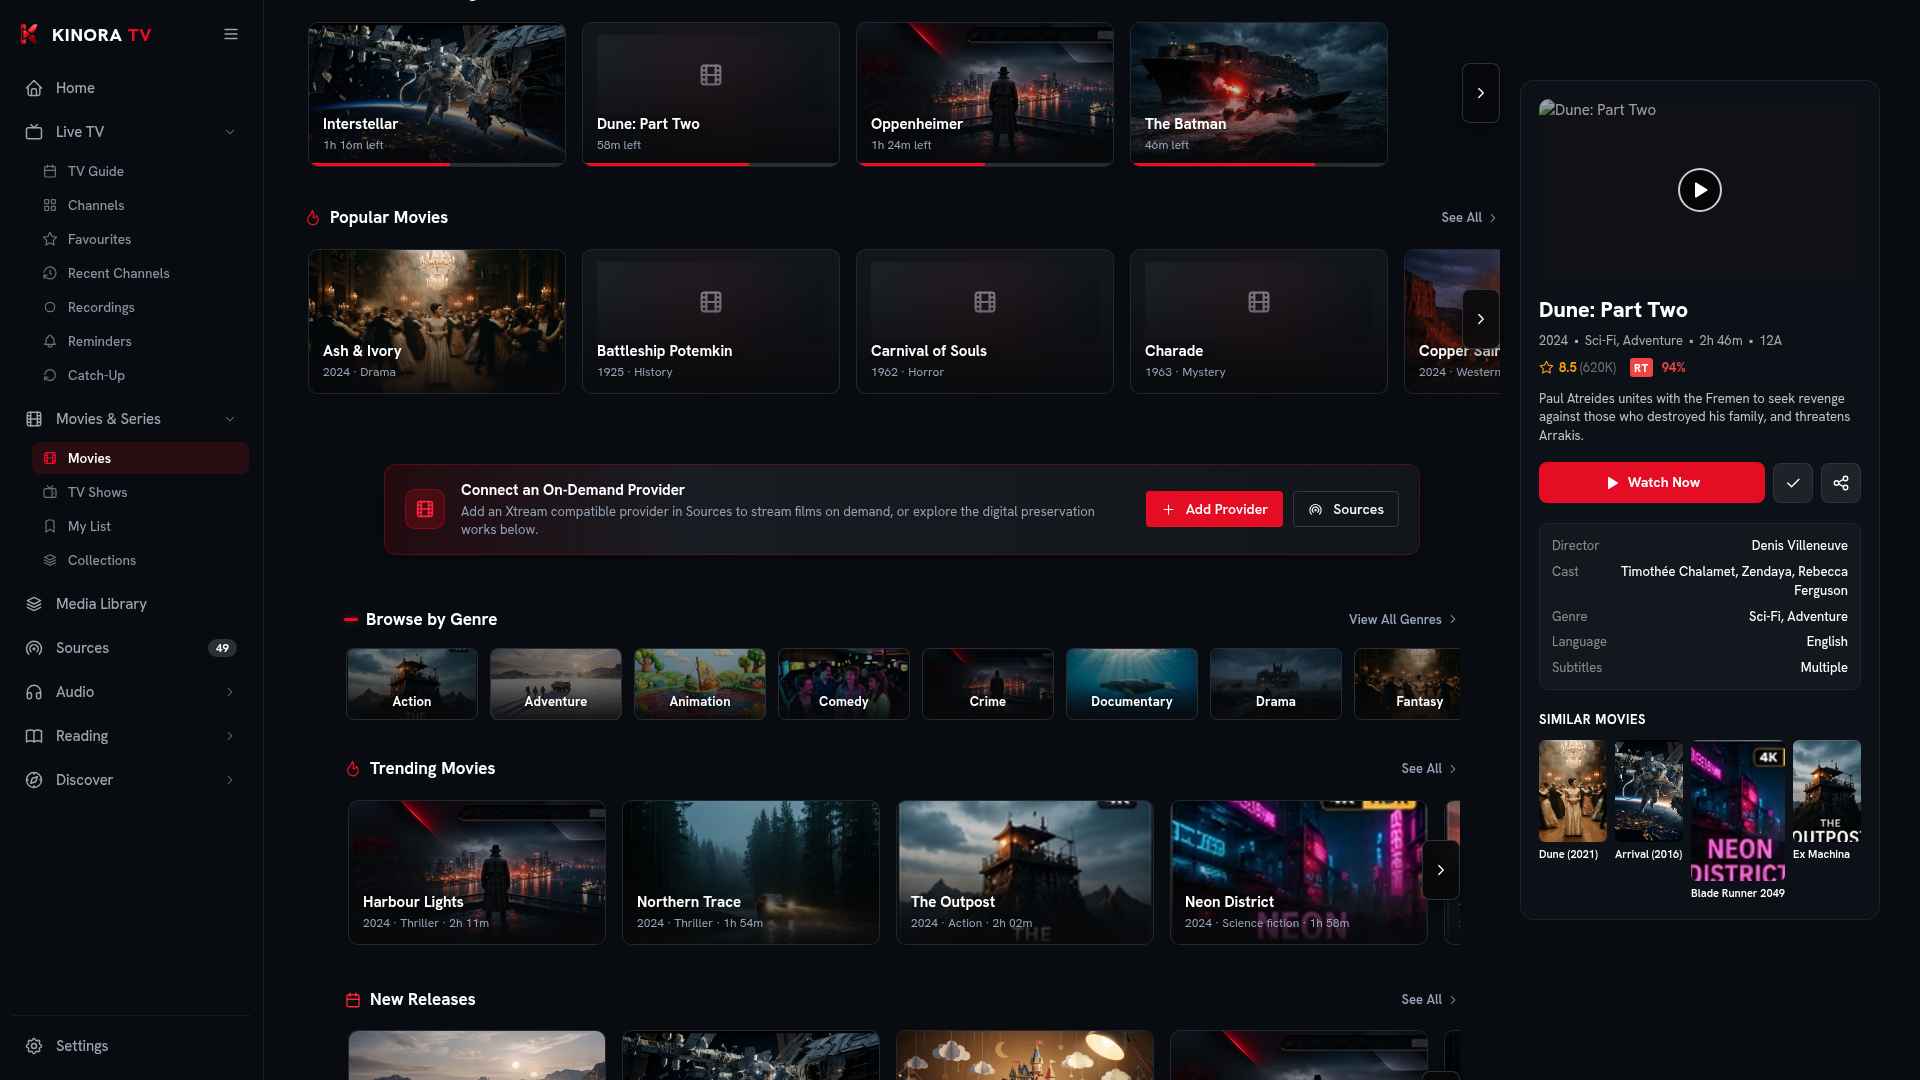 KINORA TV
Home
Live TV
TV Guide
Channels
Favourites
Recent Channels
Recordings
Reminders
Catch-Up
Movies & Series
Movies
TV Shows
My List
Collections
Media Library
Sources 49
Audio
Reading
Discover
Settings
Interstellar
1h 16m left
Dune: Part Two
58m left
Oppenheimer
1h 24m left
The Batman
46m left
Popular Movies
See All
Ash & Ivory
2024 · Drama
Battleship Potemkin
1925 · History
Carnival of Souls
1962 · Horror
Charade
1963 · Mystery
Copper
2024 · Western
Connect an On-Demand Provider
Add an Xtream compatible provider in Sources to stream films on demand, or explore the digital preservation
works below.
Add Provider
Sources
Browse by Genre
View All Genres
Action
Adventure
Animation
Comedy
Crime
Documentary
Drama
Fantasy
Trending Movies
See All
Harbour Lights
2024 · Thriller · 2h 11m
Northern Trace
2024 · Thriller · 1h 54m
The Outpost
2024 · Action · 2h 02m
THE
Neon District
2024 · Science fiction · 1h 58m
NEON
New Releases
See All
Dune: Part Two
Dune: Part Two
2024 • Sci-Fi, Adventure • 2h 46m • 12A
8.5 (620K) RT 94%
Paul Atreides unites with the Fremen to seek revenge
against those who destroyed his family, and threatens
Arrakis.
Watch Now
Director Denis Villeneuve
Cast Timothée Chalamet, Zendaya, Rebecca
Ferguson
Genre Sci-Fi, Adventure
Language English
Subtitles Multiple
SIMILAR MOVIES
4K
NEON
DISTRICT
THE
OUTPOST
Dune (2021)
Arrival (2016)
Blade Runner 2049
Ex Machina